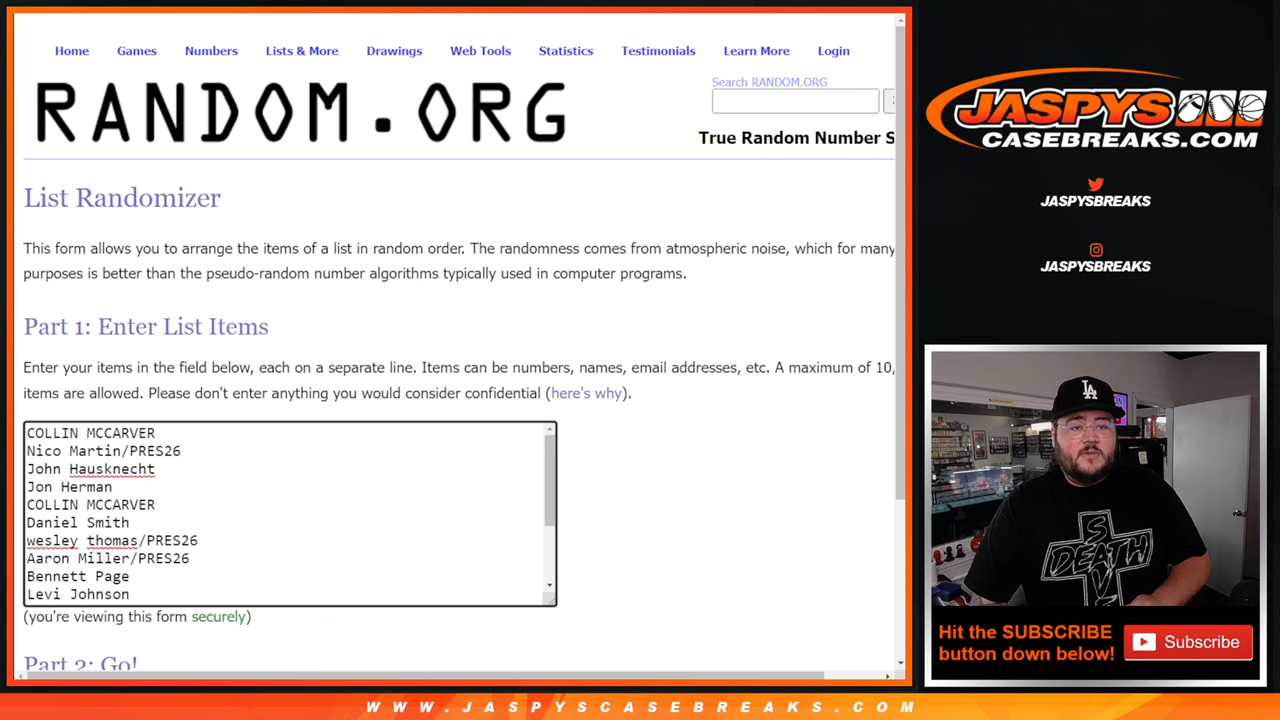 Home Games Numbers Lists & More Drawings Web Tools Statistics Testimonials Learn More Login
RANDOM.ORG
Search RANDOM.ORG
True Random Number S
List Randomizer
This form allows you to arrange the items of a list in random order. The randomness comes from atmospheric noise, which for many
purposes is better than the pseudo-random number algorithms typically used in computer programs.
Part 1: Enter List Items
Enter your items in the field below, each on a separate line. Items can be numbers, names, email addresses, etc. A maximum of 10,
items are allowed. Please don't enter anything you would consider confidential (here's why).
COLLIN MCCARVER
Nico Martin/PRES26
John Hausknecht
Jon Herman
COLLIN MCCARVER
Daniel Smith
wesley thomas/PRES26
Aaron Miller/PRES26
Bennett Page
Levi Johnson
(you're viewing this form securely)
Part 2: Go!
JASPYS
CASEBREAKS.COM
JASPYSBREAKS
JASPYSBREAKS
LA
SAVE
DEATH
Hit the SUBSCRIBE
button down below!
Subscribe
WWW.JASPYSCASEBREAKS.COM